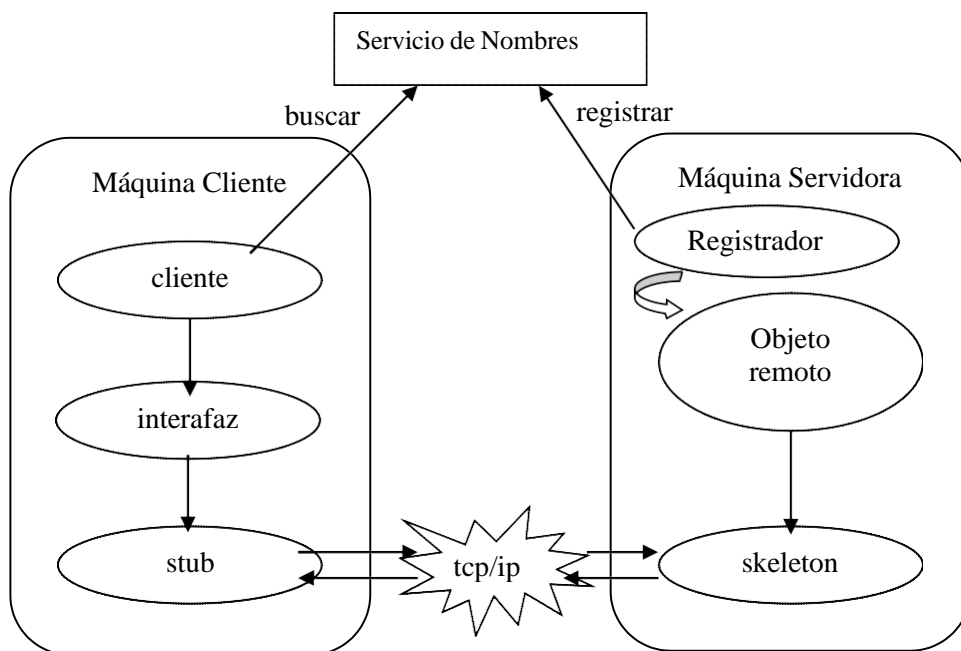 Servicio de Nombres
buscar
registrar
Máquina Cliente
Máquina Servidora
Registrador
cliente
Objeto
remoto
interafaz
stub
tcp/ip
skeleton